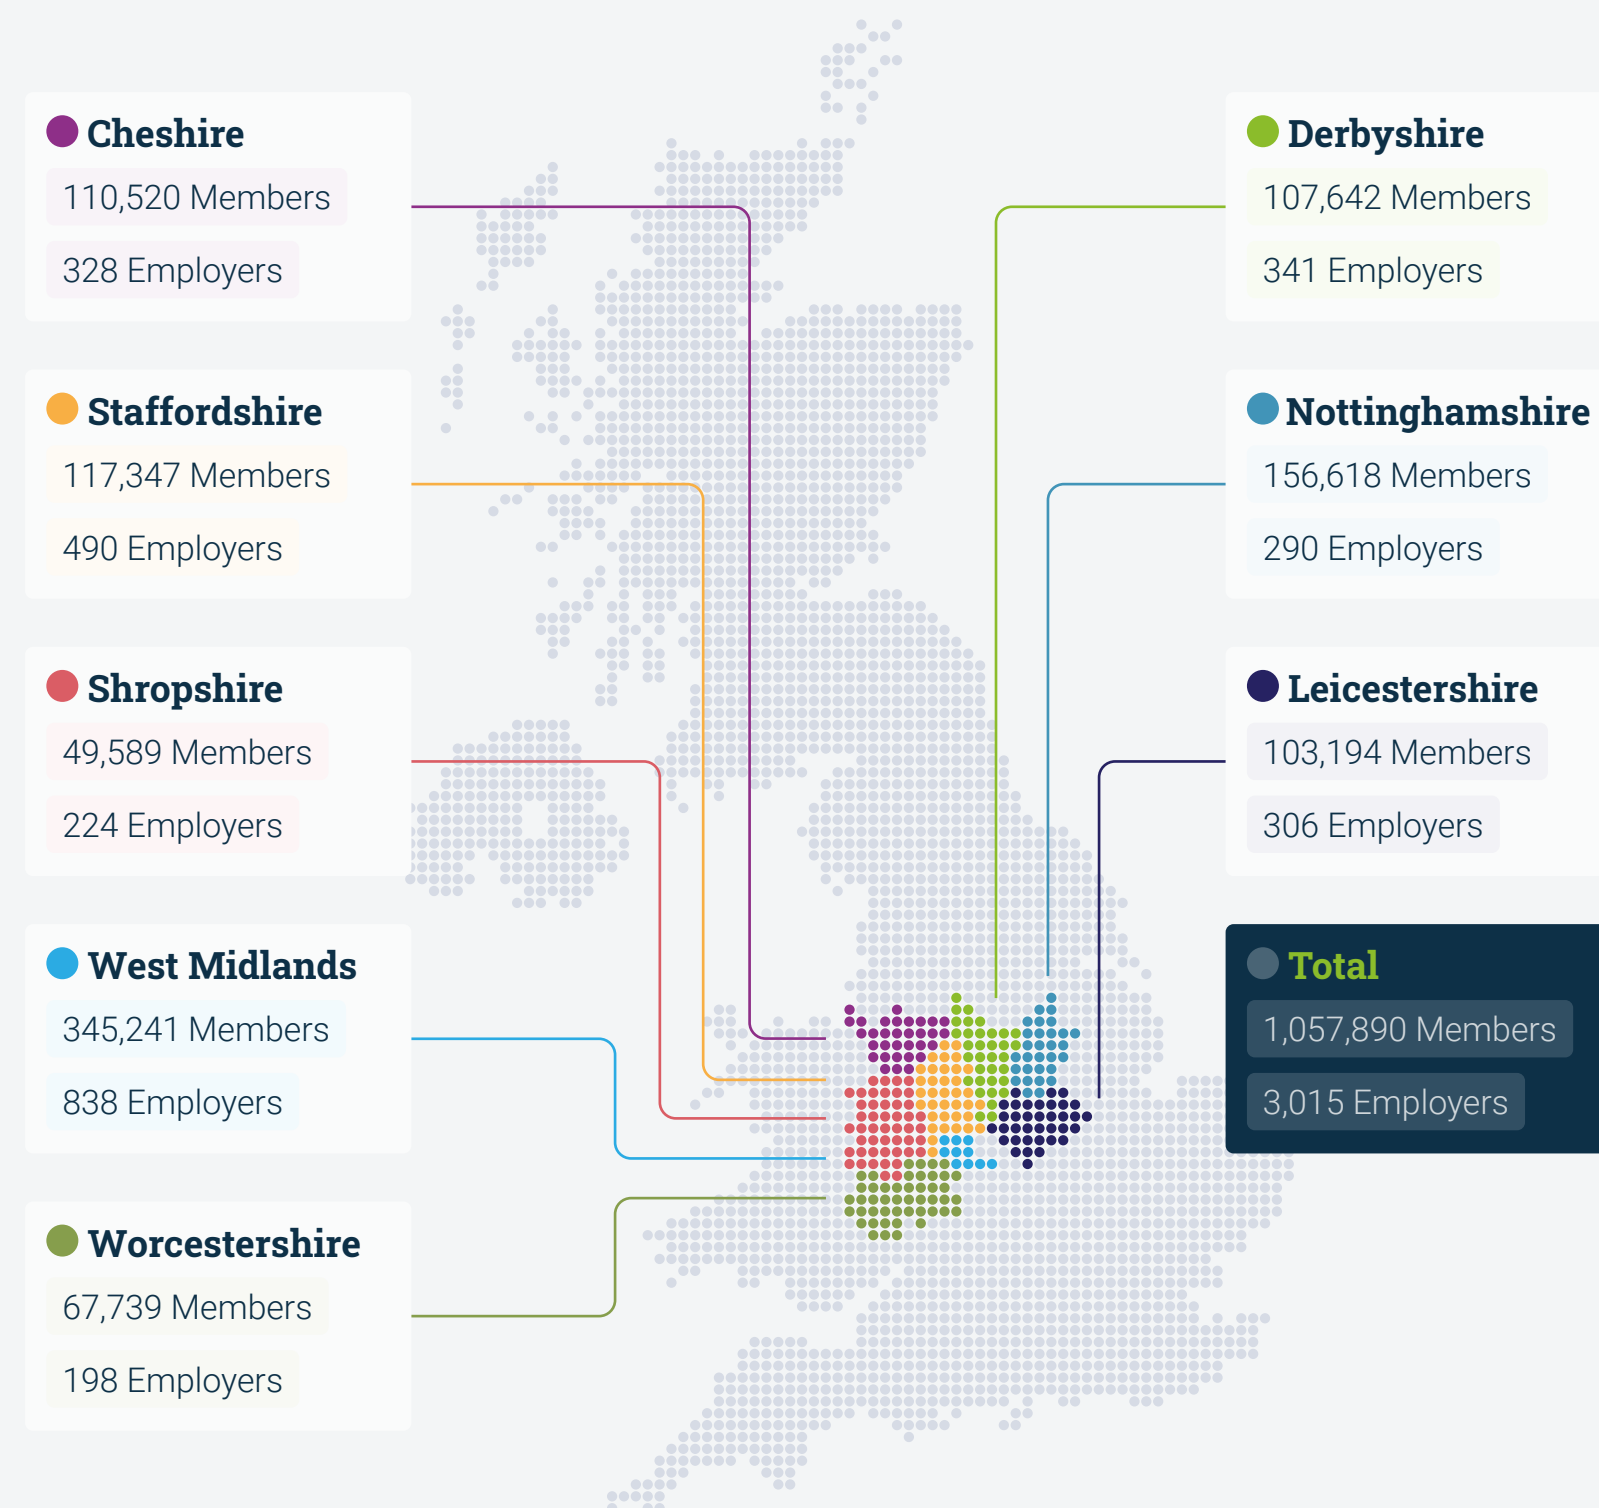 Cheshire
110,520 Members
328 Employers
Staffordshire
117,347 Members
490 Employers
Shropshire
49,589 Members
224 Employers
West Midlands
345,241 Members
838 Employers
Worcestershire
67,739 Members
198 Employers
Derbyshire
107,642 Members
341 Employers
Nottinghamshire
156,618 Members
290 Employers
Leicestershire
103,194 Members
306 Employers
Total
1,057,890 Members
3,015 Employers